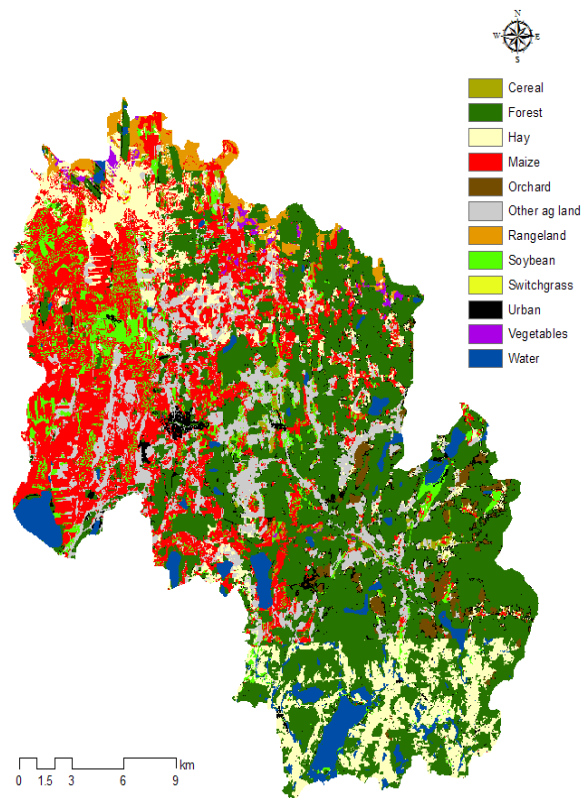 N
W E
S
Cereal
Forest
Hay
Maize
Orchard
Other ag land
Rangeland
Soybean
Switchgrass
Urban
Vegetables
Water
km
0 1.5 3 6 9